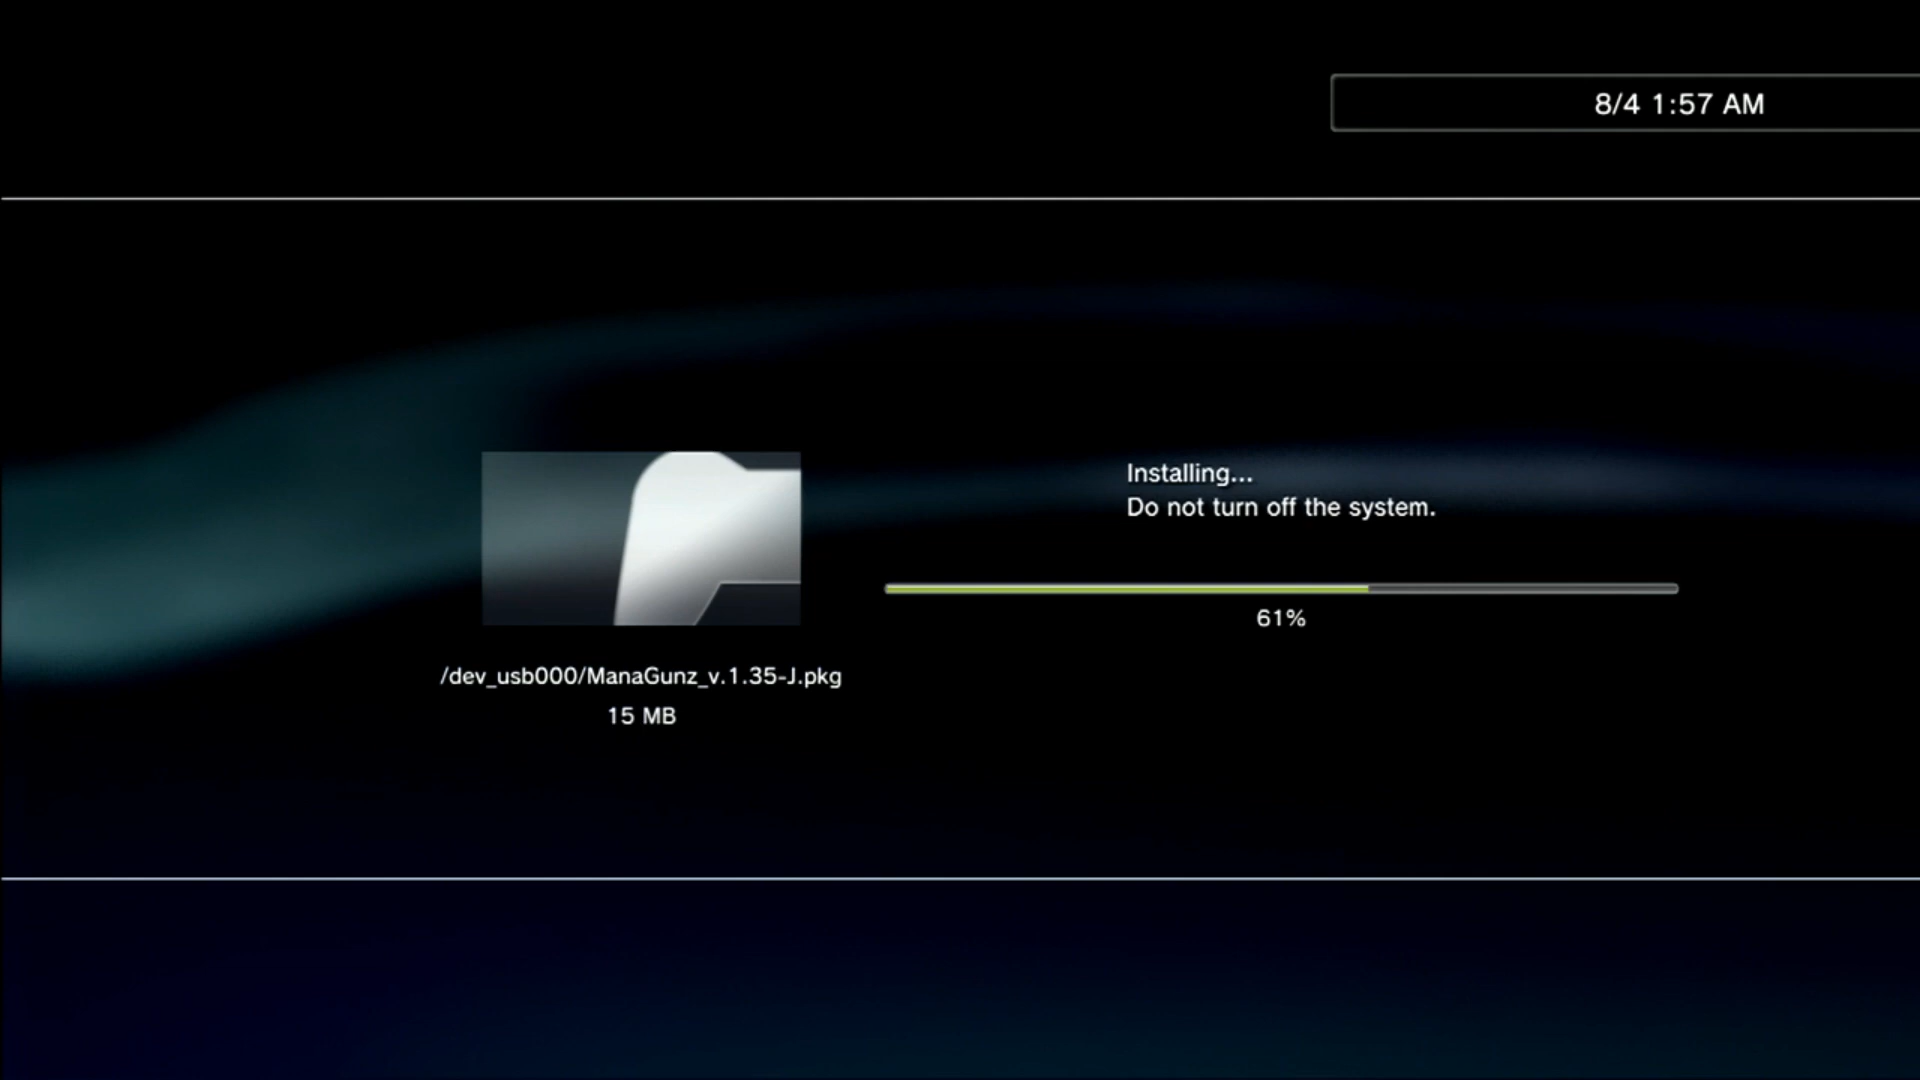 8/4 1:57 AM
Installing...
Do not turn off the system.
61%
/dev_usb000/ManaGunz_v.1.35-J.pkg
15 MB